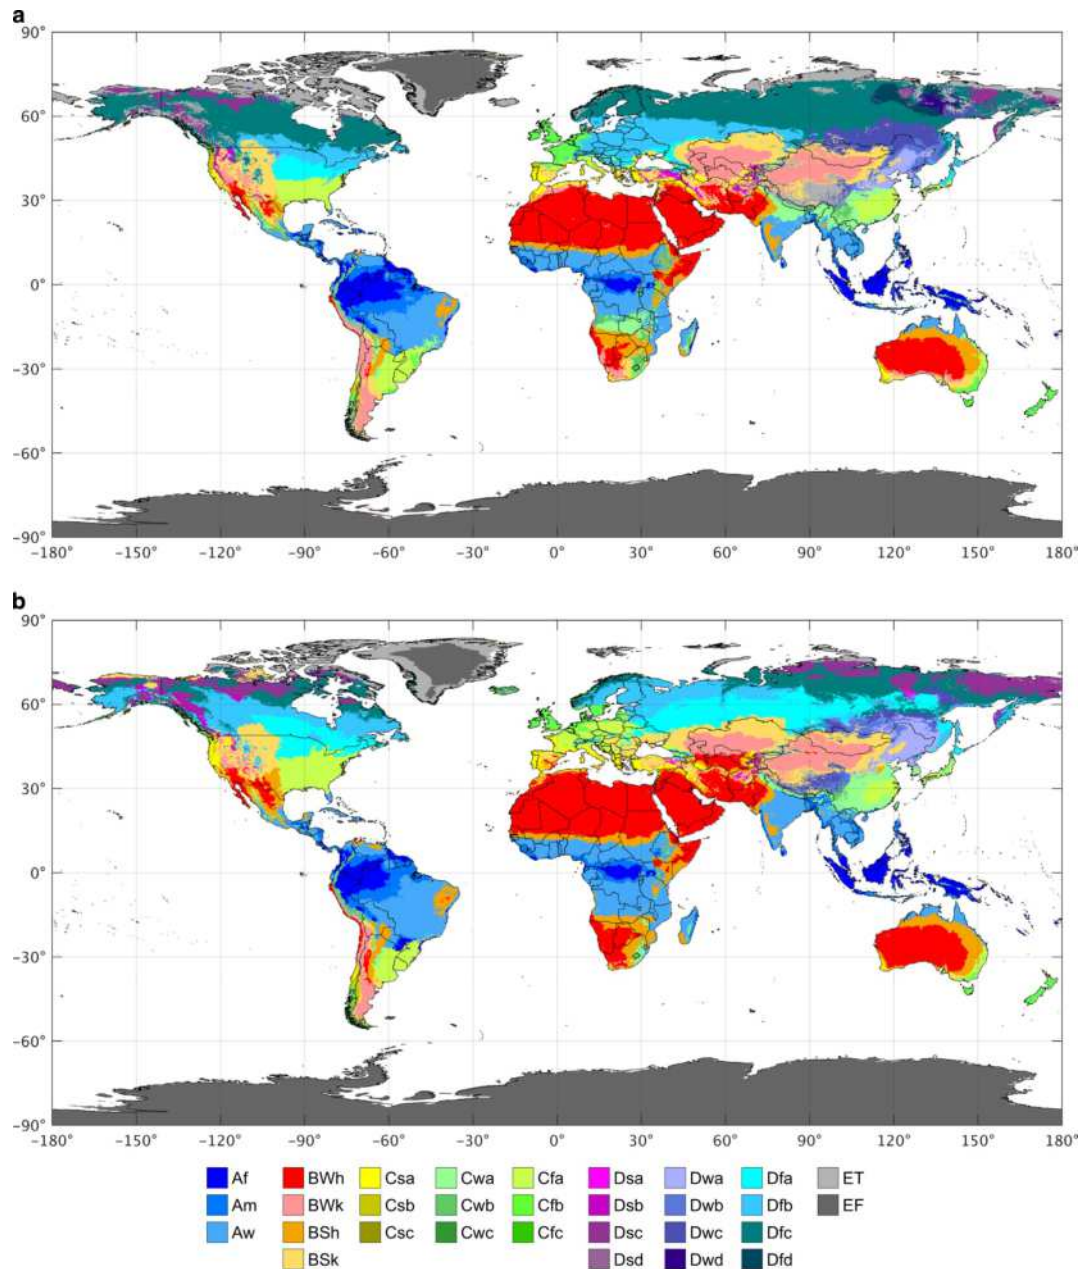 a
90°
60°
30°
0°
−30°
−60°
−90°
−180° −150° −120° −90° −60° −30° 0° 30° 60° 90° 120° 150° 180°
b
90°
60°
30°
0°
−30°
−60°
−90°
−180° −150° −120° −90° −60° −30° 0° 30° 60° 90° 120° 150° 180°
Af BWh Csa Cwa Cfa Dsa Dwa Dfa ET
Am BWk Csb Cwb Cfb Dsb Dwb Dfb EF
Aw BSh Csc Cwc Cfc Dsc Dwc Dfc
BSk Dsd Dwd Dfd